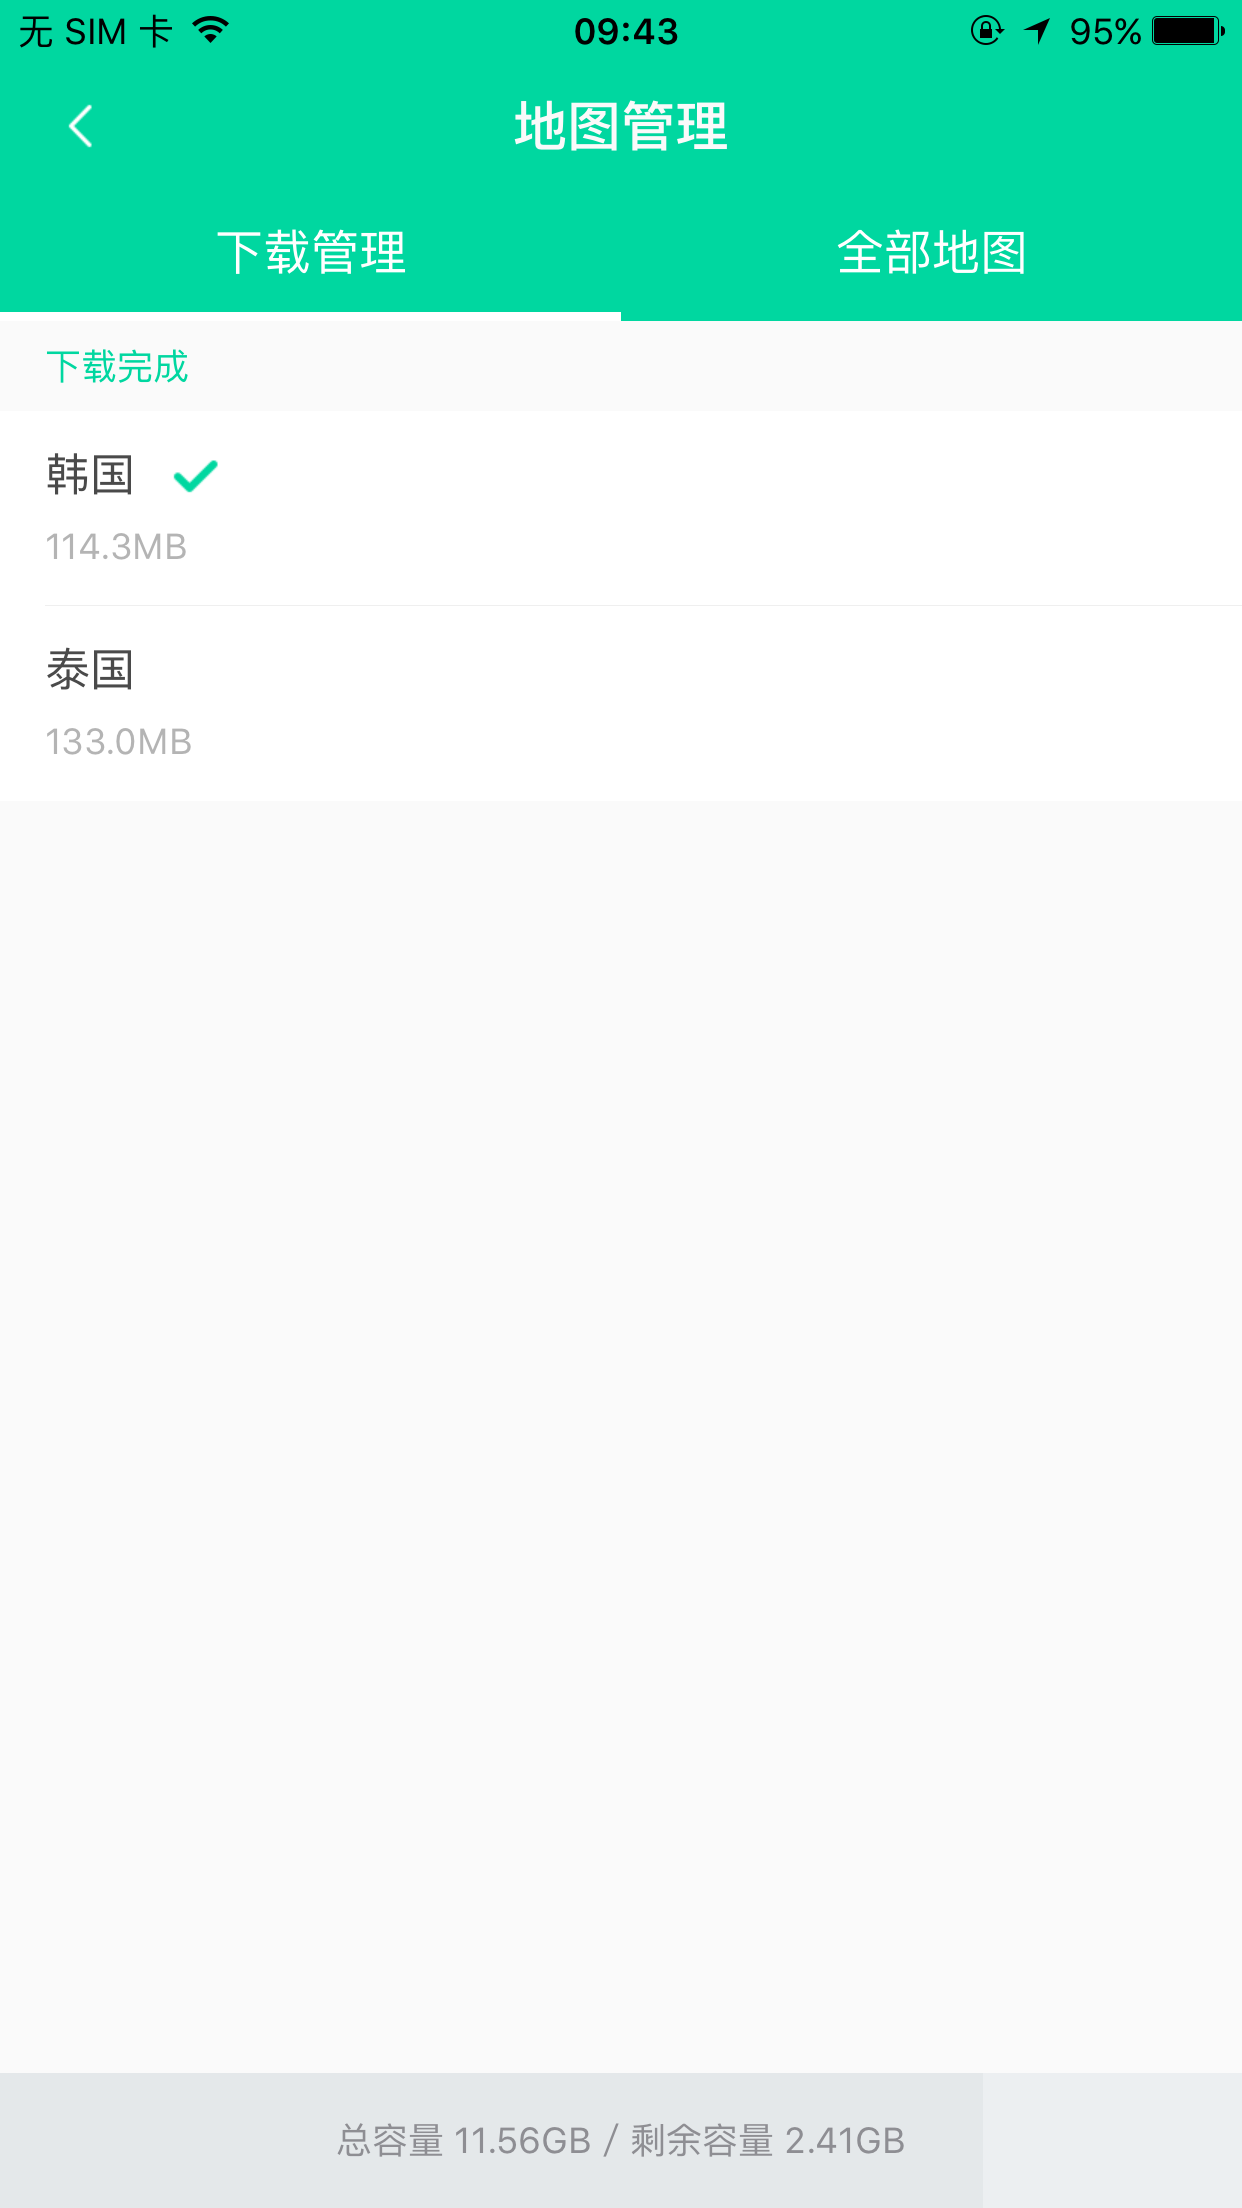 无 SIM 卡 09:43 95%
地图管理
下载管理 全部地图
下载完成
韩国
114.3MB
泰国
133.0MB
总容量 11.56GB / 剩余容量 2.41GB